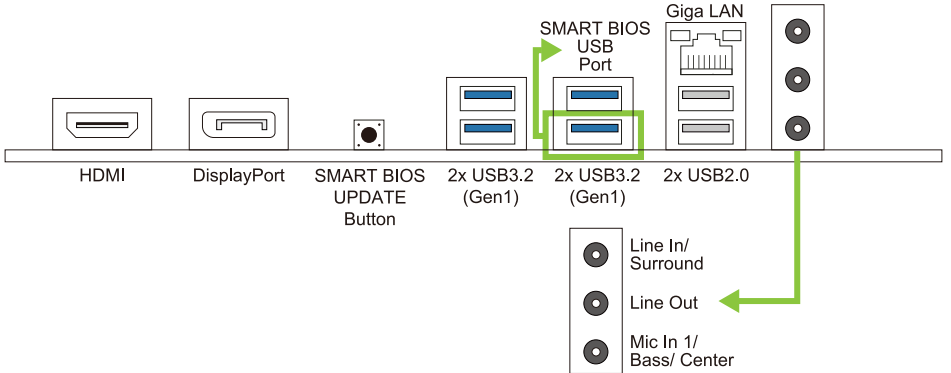 Giga LAN
SMART BIOS
USB
Port
HDMI
DisplayPort
SMART BIOS
UPDATE
Button
2x USB3.2
(Gen1)
2x USB3.2
(Gen1)
2x USB2.0
Line In/
Surround
Line Out
Mic In 1/
Bass/ Center